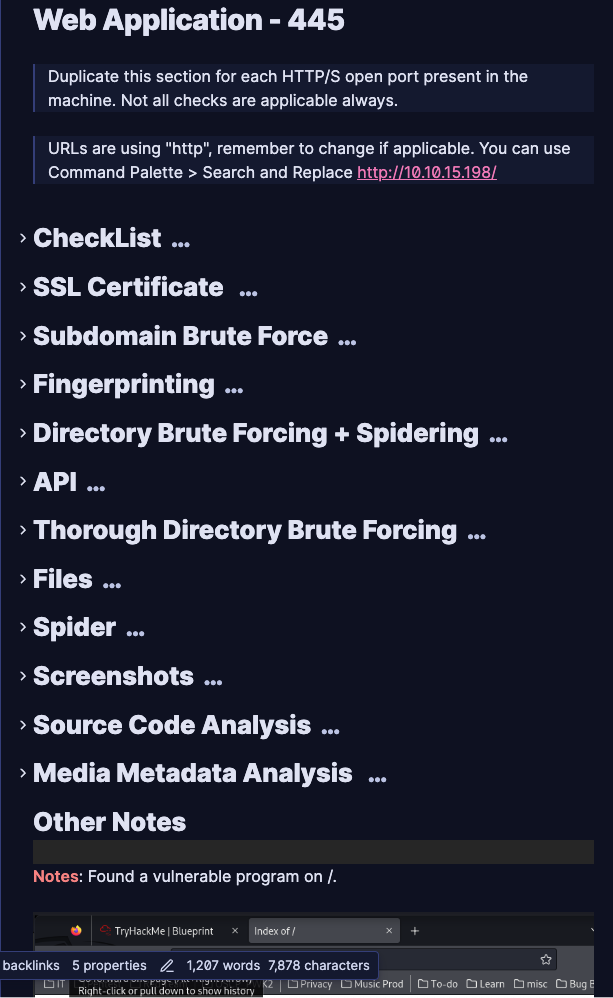 Web Application - 445
Duplicate this section for each HTTP/S open port present in the
machine. Not all checks are applicable always.
URLs are using "http", remember to change if applicable. You can use
Command Palette > Search and Replace http://10.10.15.198/
CheckList ...
SSL Certificate ...
Subdomain Brute Force ...
Fingerprinting ...
Directory Brute Forcing + Spidering ...
API ...
Thorough Directory Brute Forcing ...
Files ...
Spider ...
Screenshots ...
Source Code Analysis ...
Media Metadata Analysis ...
Other Notes
Notes: Found a vulnerable program on /.
TryHackMe | Blueprint
Index of /
backlinks 5 properties 1,207 words 7,878 characters
IT
Right-click or pull down to show history
Privacy Music Prod To-do Learn misc Bug B